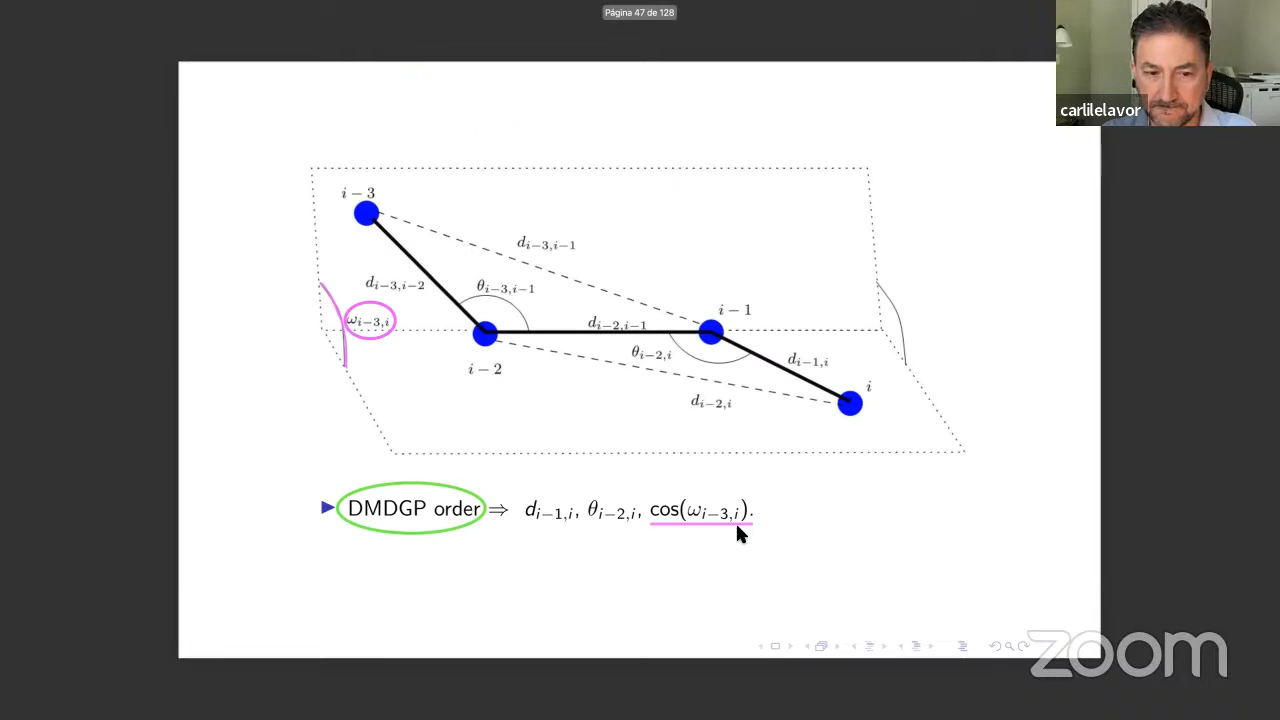 Página 47 de 128
carlilelavor
i − 3
d_{i−3,i−1}
d_{i−3,i−2}
θ_{i−3,i−1}
i − 1
ω_{i−3,i}
d_{i−2,i−1}
θ_{i−2,i}
d_{i−1,i}
i − 2
i
d_{i−2,i}
▶ DMDGP order ⇒ d_{i−1,i}, θ_{i−2,i}, cos(ω_{i−3,i}).
zoom